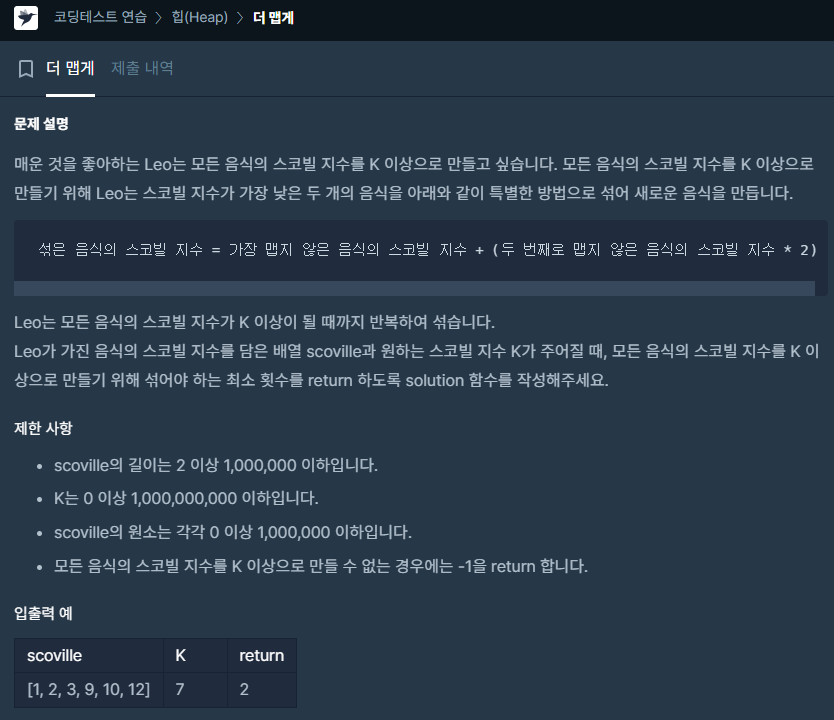 코딩테스트 연습 > 힙(Heap) > 더 맵게
더 맵게 제출 내역
문제 설명
매운 것을 좋아하는 Leo는 모든 음식의 스코빌 지수를 K 이상으로 만들고 싶습니다. 모든 음식의 스코빌 지수를 K 이상으로
만들기 위해 Leo는 스코빌 지수가 가장 낮은 두 개의 음식을 아래와 같이 특별한 방법으로 섞어 새로운 음식을 만듭니다.
섞은 음식의 스코빌 지수 = 가장 맵지 않은 음식의 스코빌 지수 + (두 번째로 맵지 않은 음식의 스코빌 지수 * 2)
Leo는 모든 음식의 스코빌 지수가 K 이상이 될 때까지 반복하여 섞습니다.
Leo가 가진 음식의 스코빌 지수를 담은 배열 scoville과 원하는 스코빌 지수 K가 주어질 때, 모든 음식의 스코빌 지수를 K 이
상으로 만들기 위해 섞어야 하는 최소 횟수를 return 하도록 solution 함수를 작성해주세요.
제한 사항
• scoville의 길이는 2 이상 1,000,000 이하입니다.
• K는 0 이상 1,000,000,000 이하입니다.
• scoville의 원소는 각각 0 이상 1,000,000 이하입니다.
• 모든 음식의 스코빌 지수를 K 이상으로 만들 수 없는 경우에는 -1을 return 합니다.
입출력 예
scoville K return
[1, 2, 3, 9, 10, 12] 7 2